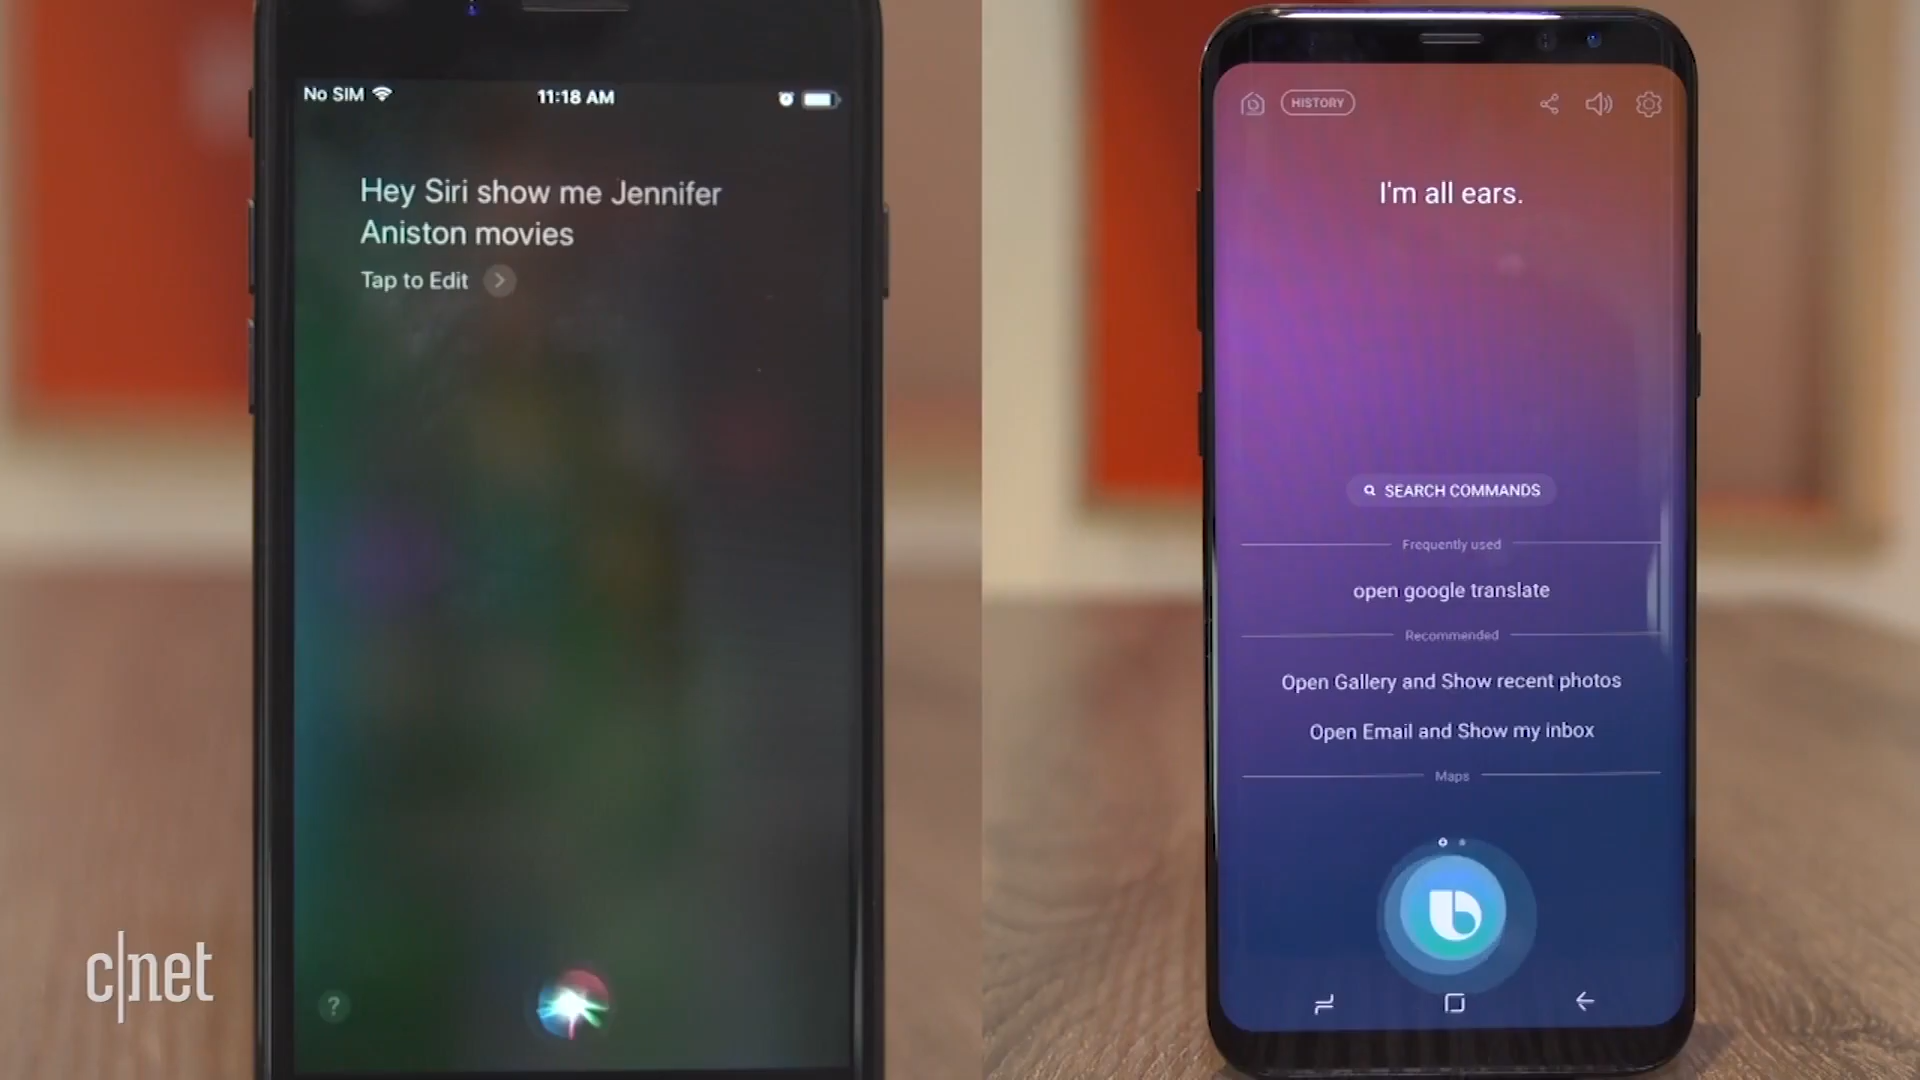 No SIM
11:18 AM
Hey Siri show me Jennifer
Aniston movies
Tap to Edit
?
c|net
HISTORY
I'm all ears.
SEARCH COMMANDS
Frequently used
open google translate
Recommended
Open Gallery and Show recent photos
Open Email and Show my inbox
Maps